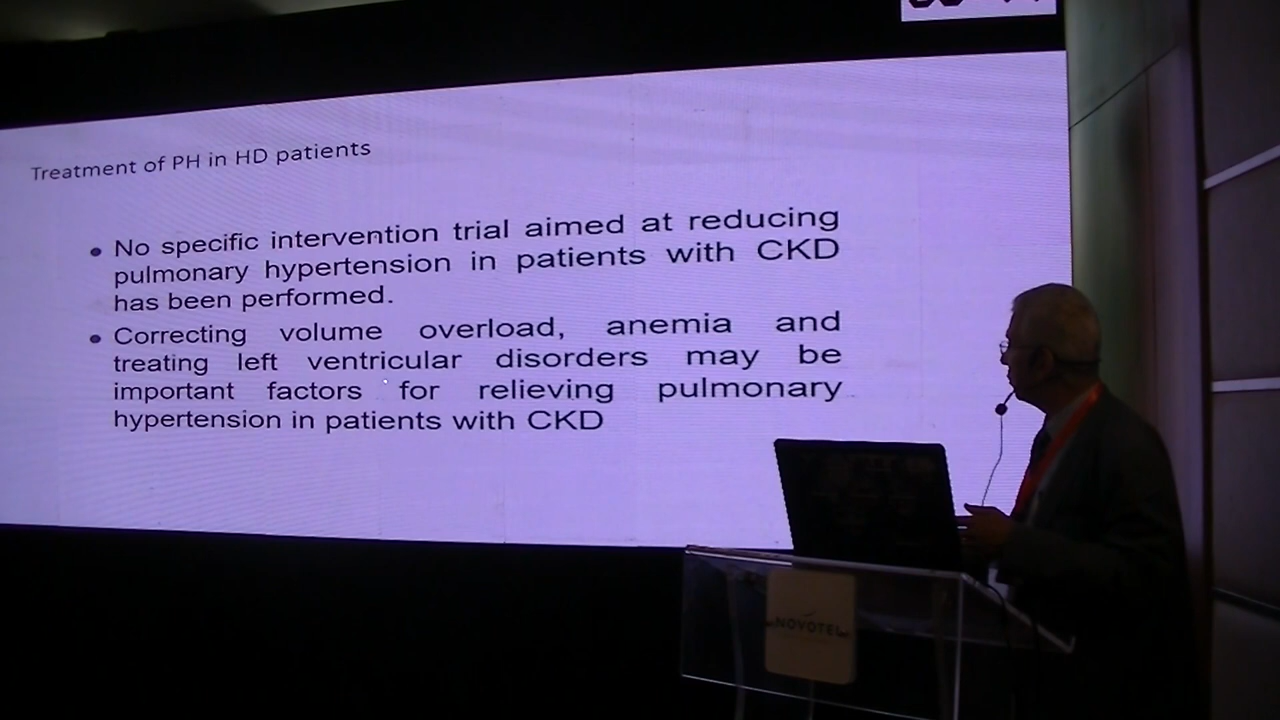 Treatment of PH in HD patients
• No specific intervention trial aimed at reducing
pulmonary hypertension in patients with CKD
has been performed.
• Correcting volume overload, anemia and
treating left ventricular disorders may be
important factors for relieving pulmonary
hypertension in patients with CKD
NOVOTEL